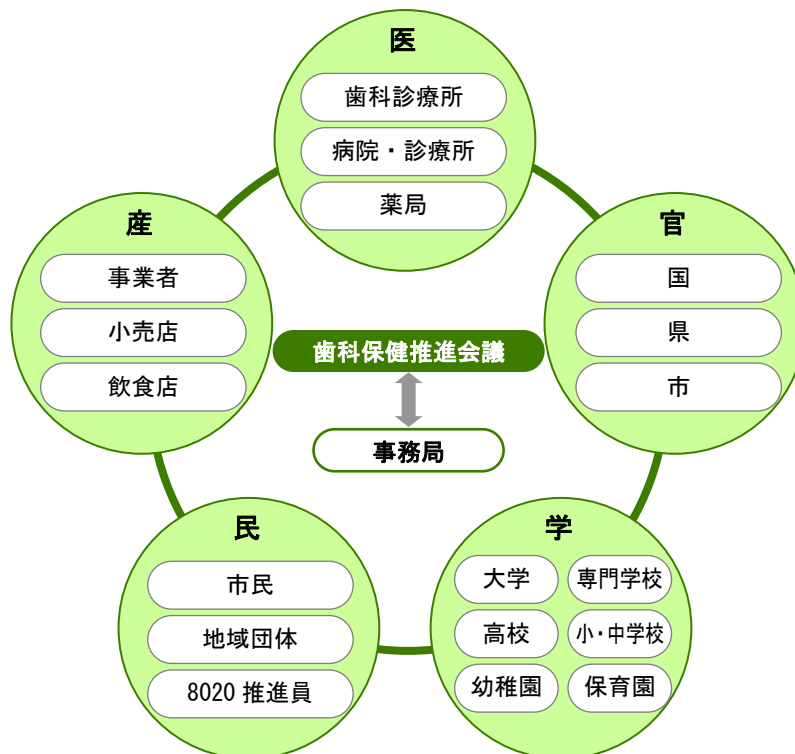 医
歯科診療所
病院・診療所
薬局
産
事業者
小売店
飲食店
官
国
県
市
歯科保健推進会議
事務局
民
市民
地域団体
8020 推進員
学
大学
専門学校
高校
小・中学校
幼稚園
保育園